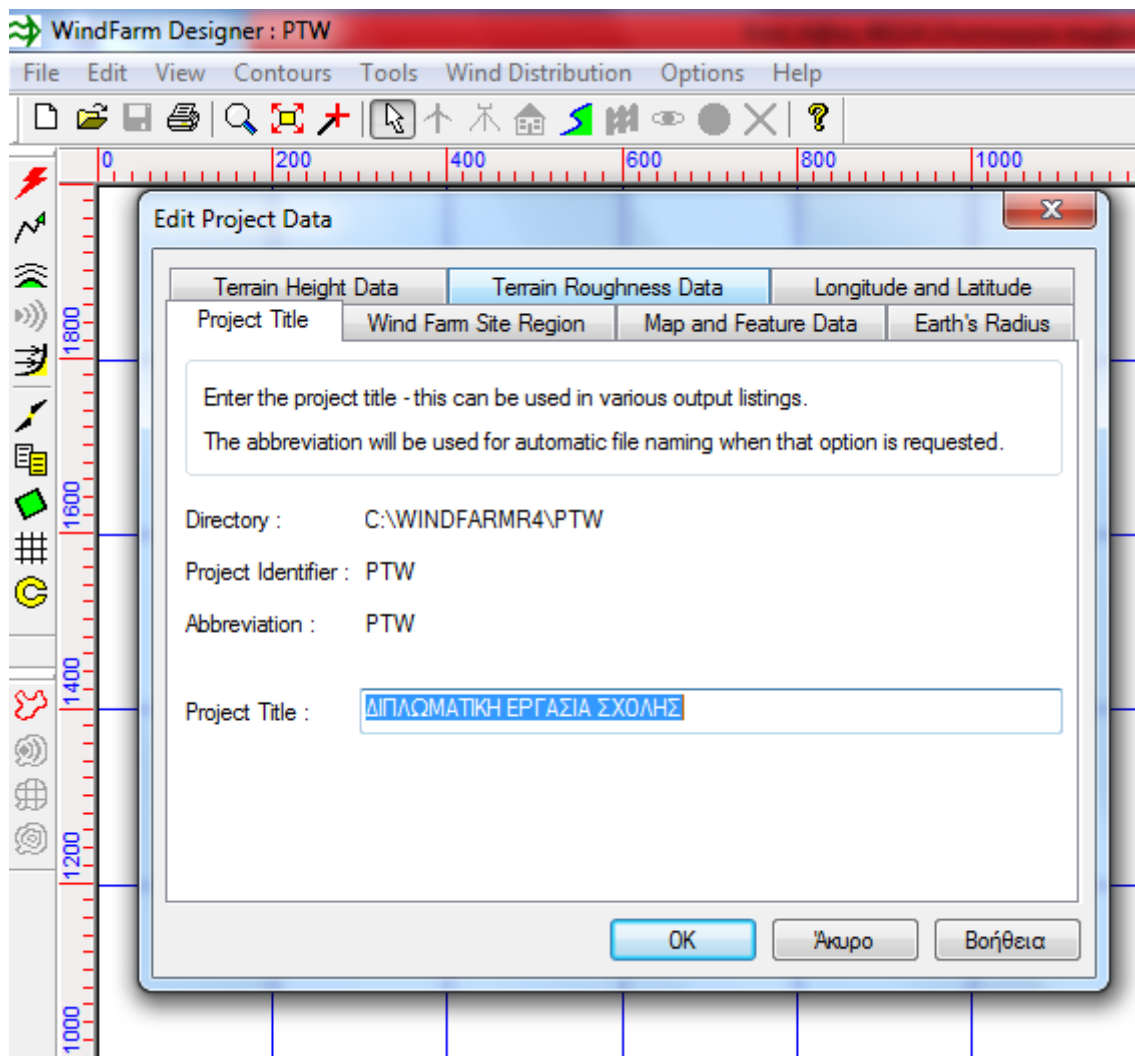 WindFarm Designer : PTW
File Edit View Contours Tools Wind Distribution Options Help
0 200 400 600 800 1000
Edit Project Data
Terrain Height Data Terrain Roughness Data Longitude and Latitude
Project Title Wind Farm Site Region Map and Feature Data Earth's Radius
Enter the project title - this can be used in various output listings.
The abbreviation will be used for automatic file naming when that option is requested.
Directory : C:\WINDFARMR4\PTW
Project Identifier : PTW
Abbreviation : PTW
Project Title : ΔΙΠΛΩΜΑΤΙΚΗ ΕΡΓΑΣΙΑ ΣΧΟΛΗΣ
OK Άκυρο Βοήθεια
1800
1600
1400
1200
1000